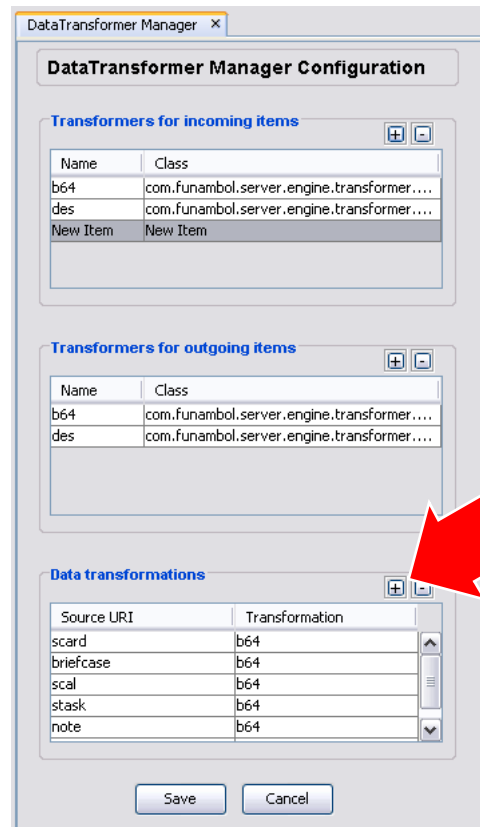 DataTransformer Manager ×
DataTransformer Manager Configuration
Transformers for incoming items
Name Class
b64 com.funambol.server.engine.transformer....
des com.funambol.server.engine.transformer....
New Item New Item
Transformers for outgoing items
Name Class
b64 com.funambol.server.engine.transformer....
des com.funambol.server.engine.transformer....
Data transformations
Source URI Transformation
scard b64
briefcase b64
scal b64
stask b64
note b64
Save Cancel